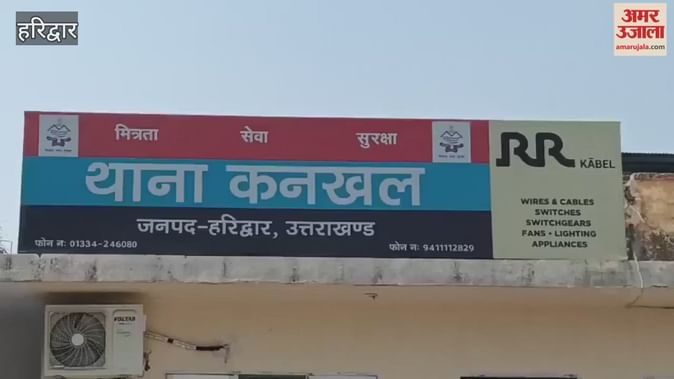 हरिद्वार
अमर
उजाला
amarujala.com
मित्रता सेवा सुरक्षा
थाना कनखल
जनपद-हरिद्वार, उत्तराखण्ड
फोन नः 01334-246080 फोन नः 9411112829
RR KĀBEL
WIRES & CABLES
SWITCHES
SWITCHGEARS
FANS • LIGHTING
APPLIANCES
VOLTAS